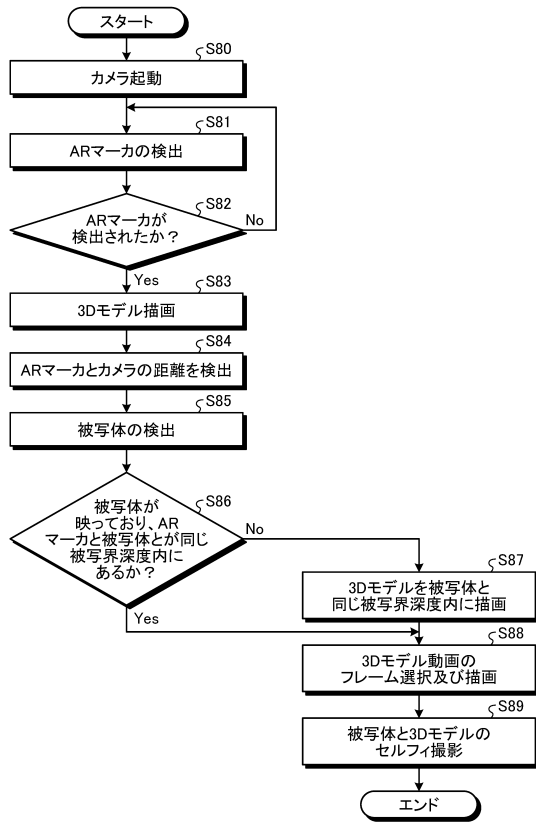 スタート
S80
カメラ起動
S81
ARマーカの検出
S82
ARマーカが
検出されたか？
No
Yes
S83
3Dモデル描画
S84
ARマーカとカメラの距離を検出
S85
被写体の検出
S86
被写体が
映っており、AR
マーカと被写体とが同じ
被写界深度内に
あるか？
No
Yes
S87
3Dモデルを被写体と
同じ被写界深度内に描画
S88
3Dモデル動画の
フレーム選択及び描画
S89
被写体と3Dモデルの
セルフィ撮影
エンド